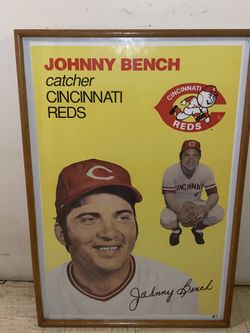 JOHNNY BENCH
catcher
CINCINNATI
REDS
CINCINNATI
REDS
Johnny Bench